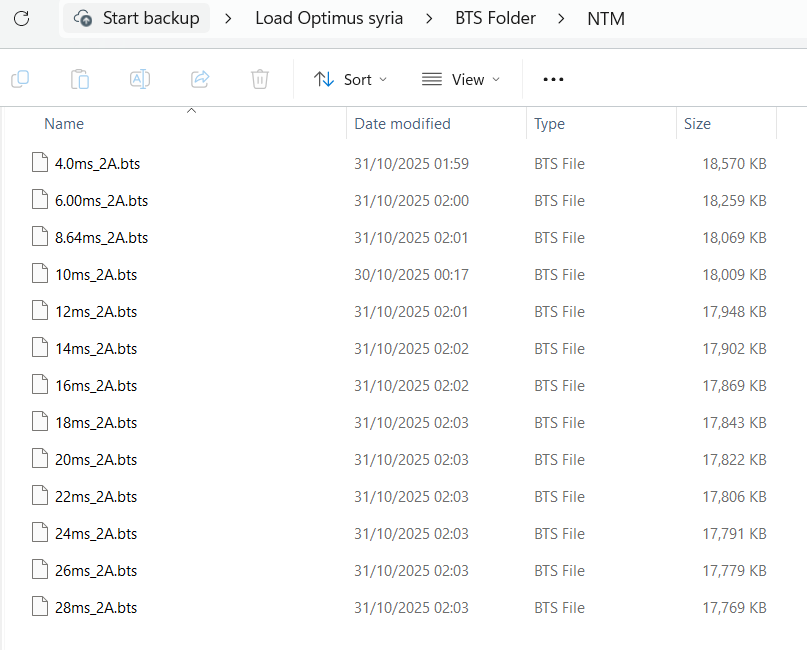 Start backup > Load Optimus syria > BTS Folder > NTM
Sort View
Name Date modified Type Size
4.0ms_2A.bts 31/10/2025 01:59 BTS File 18,570 KB
6.00ms_2A.bts 31/10/2025 02:00 BTS File 18,259 KB
8.64ms_2A.bts 31/10/2025 02:01 BTS File 18,069 KB
10ms_2A.bts 30/10/2025 00:17 BTS File 18,009 KB
12ms_2A.bts 31/10/2025 02:01 BTS File 17,948 KB
14ms_2A.bts 31/10/2025 02:02 BTS File 17,902 KB
16ms_2A.bts 31/10/2025 02:02 BTS File 17,869 KB
18ms_2A.bts 31/10/2025 02:03 BTS File 17,843 KB
20ms_2A.bts 31/10/2025 02:03 BTS File 17,822 KB
22ms_2A.bts 31/10/2025 02:03 BTS File 17,806 KB
24ms_2A.bts 31/10/2025 02:03 BTS File 17,791 KB
26ms_2A.bts 31/10/2025 02:03 BTS File 17,779 KB
28ms_2A.bts 31/10/2025 02:03 BTS File 17,769 KB